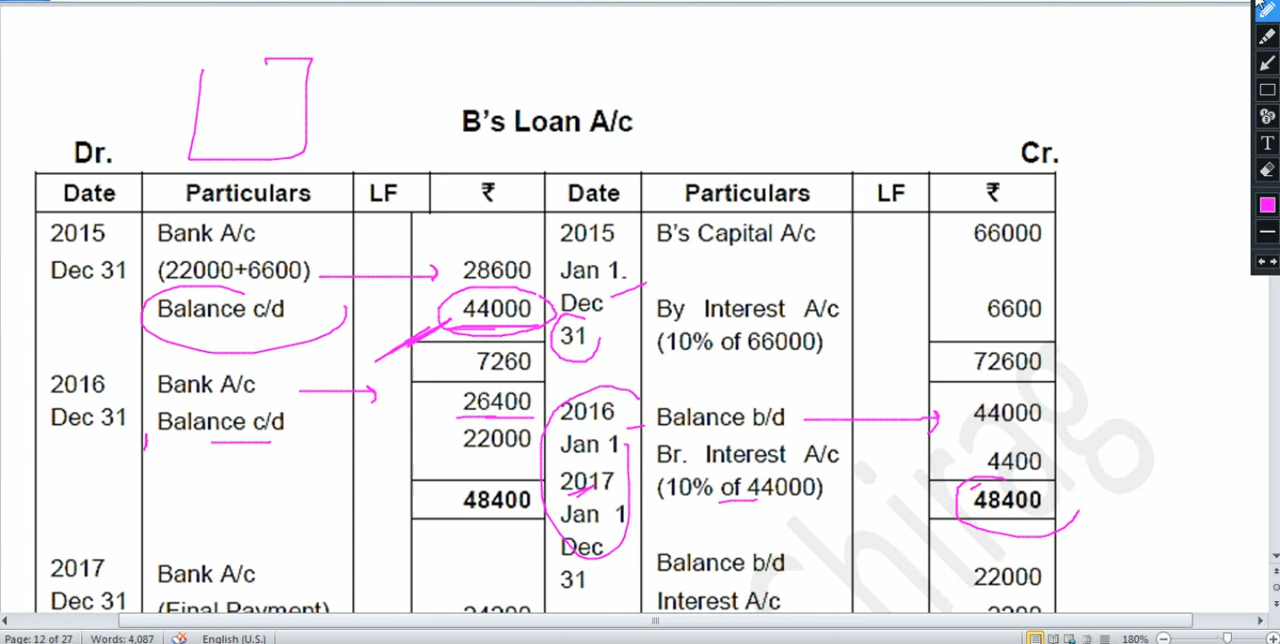 B's Loan A/c
Dr. Cr.
Date Particulars LF ₹ Date Particulars LF ₹
2015 Bank A/c 2015 B's Capital A/c 66000
Dec 31 (22000+6600) 28600 Jan 1.
Balance c/d 44000 Dec By Interest A/c 6600
31 (10% of 66000)
7260 72600
2016 Bank A/c 26400 2016 Balance b/d 44000
Dec 31 Balance c/d 22000 Jan 1 Br. Interest A/c 4400
2017 (10% of 44000)
48400 Jan 1 48400
Dec Balance b/d 22000
2017 Bank A/c 31 Interest A/c
Dec 31 (Final Payment)
chirag
T
Page: 12 of 27 Words: 4,087 English (U.S.) 180%